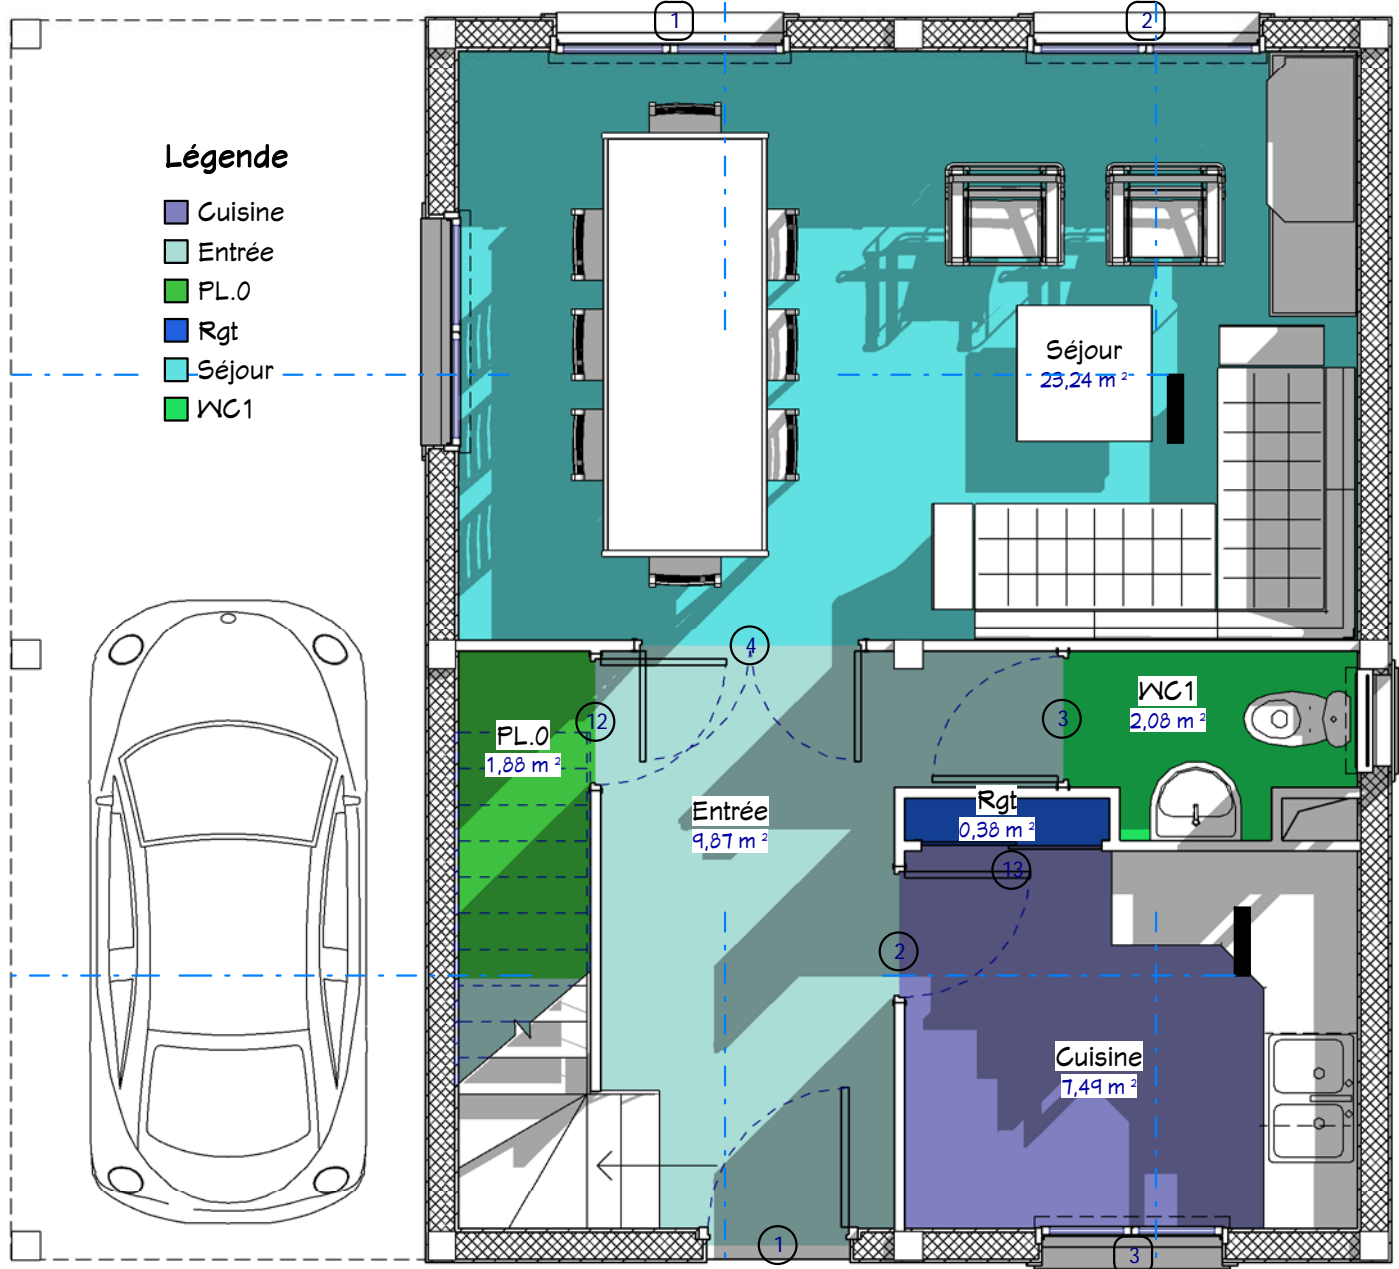 1
2
Légende
Cuisine
Entrée
PL.0
Rgt
Séjour
WC1
Séjour
23,24 m²
4
12
3
WC1
2,08 m²
PL.0
1,88 m²
Entrée
9,87 m²
Rgt
0,38 m²
13
2
Cuisine
7,49 m²
1
3